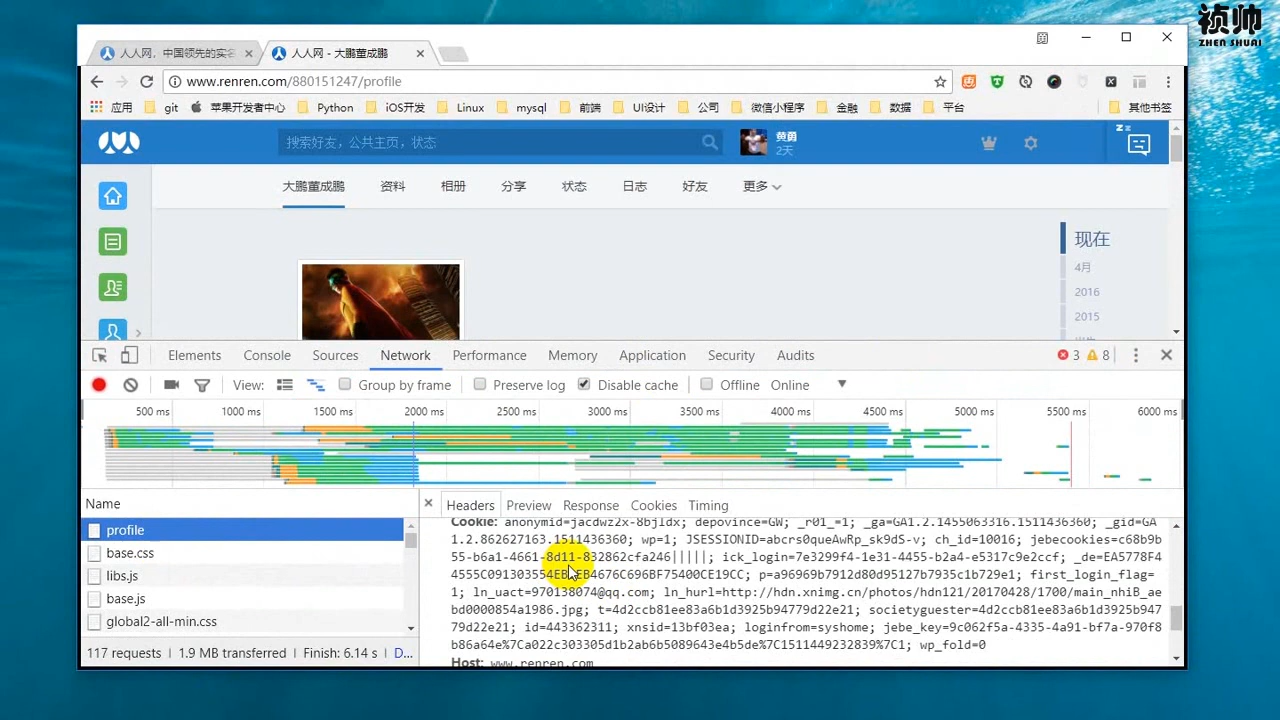 祯帅
ZHEN SHUAI
人人网，中国领先的实名
人人网 - 大鹏董成鹏
www.renren.com/880151247/profile
应用 git 苹果开发者中心 Python iOS开发 Linux mysql 前端 UI设计 公司 微信小程序 金融 数据 平台 其他书签
搜索好友，公共主页，状态
黄勇
2天
大鹏董成鹏 资料 相册 分享 状态 日志 好友 更多
现在
4月
2016
2015
Elements Console Sources Network Performance Memory Application Security Audits 3 8
View: Group by frame Preserve log Disable cache Offline Online
500 ms 1000 ms 1500 ms 2000 ms 2500 ms 3000 ms 3500 ms 4000 ms 4500 ms 5000 ms 5500 ms 6000 ms
Name
Headers Preview Response Cookies Timing
profile
base.css
libs.js
base.js
global2-all-min.css
117 requests | 1.9 MB transferred | Finish: 6.14 s | D...
Cookie: anonymid=jacdwz2x-8bjldx; depovince=GW; _r01_=1; _ga=GA1.2.1455063316.1511436360; _gid=GA
1.2.862627163.1511436360; wp=1; JSESSIONID=abcrs0queAwRp_sk9dS-v; ch_id=10016; jebecookies=c68b9b
55-b6a1-4661-8d11-832862cfa246|||||; ick_login=7e3299f4-1e31-4455-b2a4-e5317c9e2ccf; _de=EA5778F4
4555C091303554EB EB4676C696BF75400CE19CC; p=a96969b7912d80d95127b7935c1b729e1; first_login_flag=
1; ln_uact=970138074@qq.com; ln_hurl=http://hdn.xnimg.cn/photos/hdn121/20170428/1700/main_nhiB_ae
bd0000854a1986.jpg; t=4d2ccb81ee83a6b1d3925b94779d22e21; societyguester=4d2ccb81ee83a6b1d3925b947
79d22e21; id=443362311; xnsid=13bf03ea; loginfrom=syshome; jebe_key=9c062f5a-4335-4a91-bf7a-970f8
b86a64e%7Ca022c303305d1b2ab6b5089643e4b5de%7C1511449232839%7C1; wp_fold=0
Host: www.renren.com